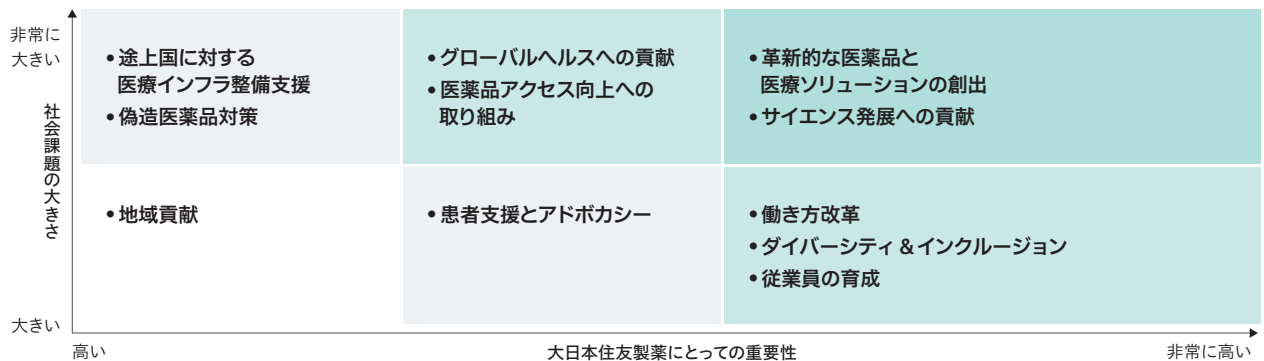 非常に
大きい
社会課題の大きさ
大きい
•途上国に対する
医療インフラ整備支援
•偽造医薬品対策
•グローバルヘルスへの貢献
•医薬品アクセス向上への
取り組み
•革新的な医薬品と
医療ソリューションの創出
•サイエンス発展への貢献
•地域貢献
•患者支援とアドボカシー
•働き方改革
•ダイバーシティ & インクルージョン
•従業員の育成
高い
大日本住友製薬にとっての重要性
非常に高い